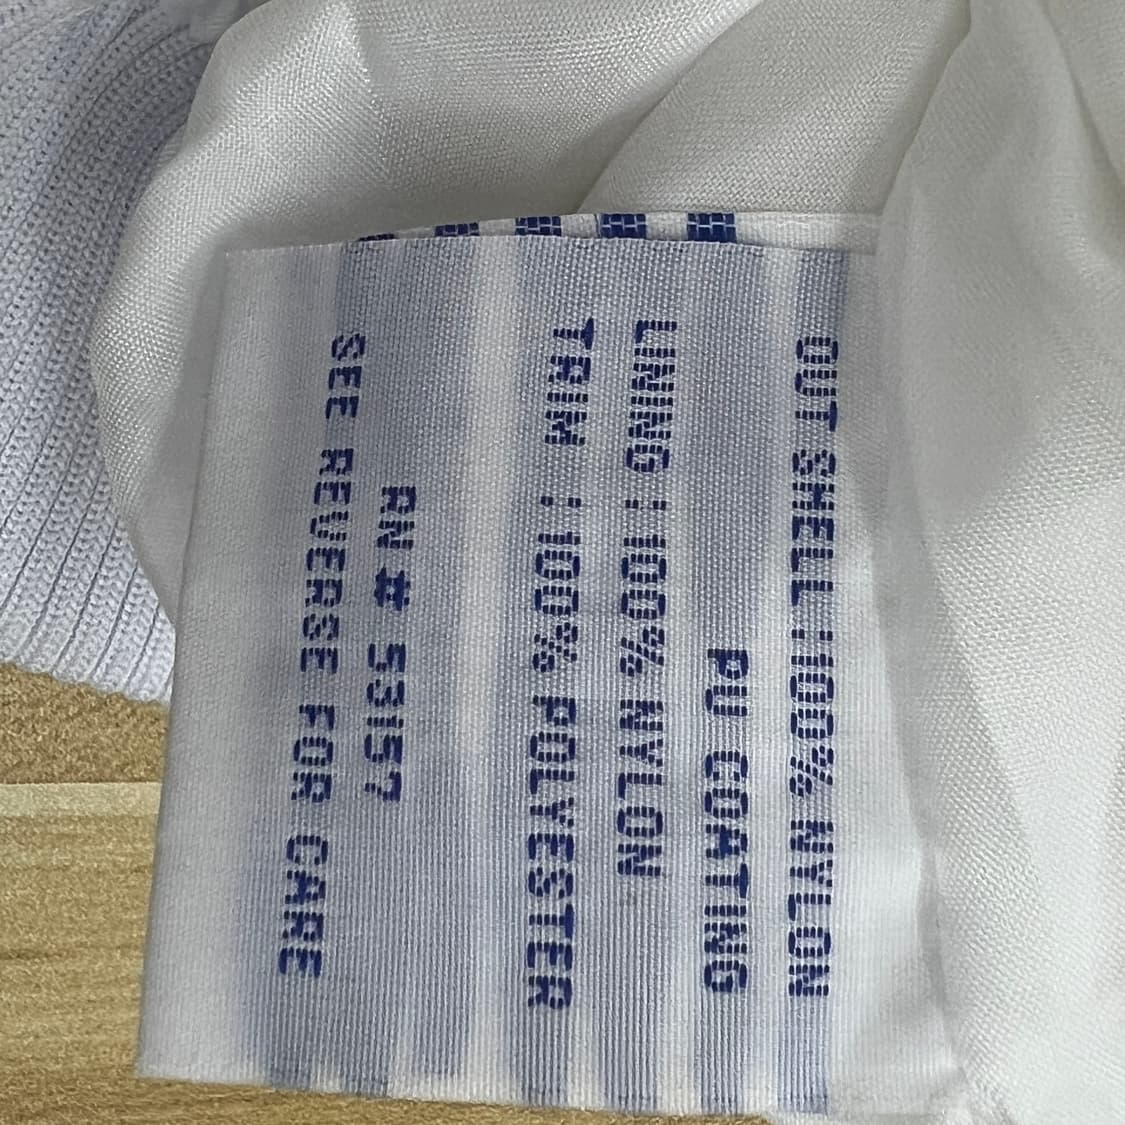 OUT SHELL : 100% NYLON
PU COATING
LINING : 100% NYLON
TRIM : 100% POLYESTER
RN # 53157
SEE REVERSE FOR CARE